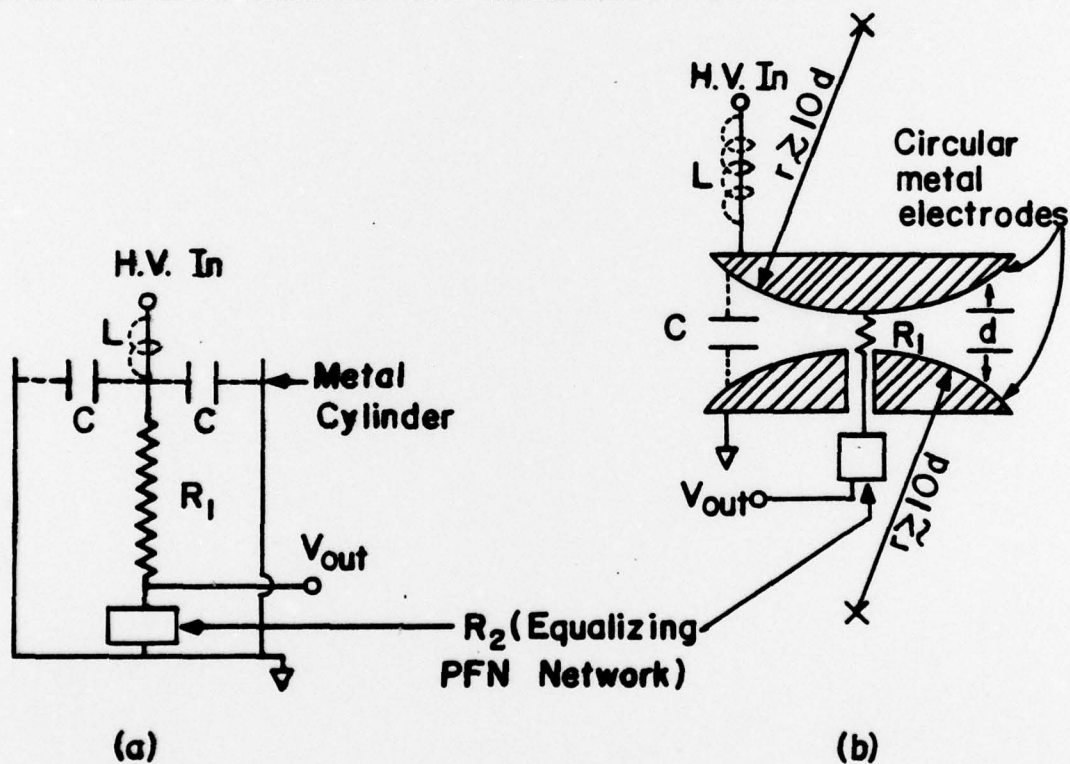 H.V. In
L
C
C
Metal
Cylinder
R₁
Vout
R₂ (Equalizing
PFN Network)
(a)
H.V. In
L
r ≳ 10d
Circular
metal
electrodes
C
R₁
d
Vout
r ≳ 10d
(b)